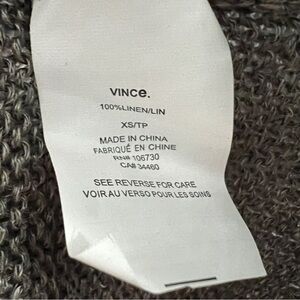 VINCE.
100%LINEN/LIN
XS/TP
MADE IN CHINA
FABRIQUÉ EN CHINE
RN# 106730
CA# 34460
SEE REVERSE FOR CARE
VOIR AU VERSO POUR LES SOINS